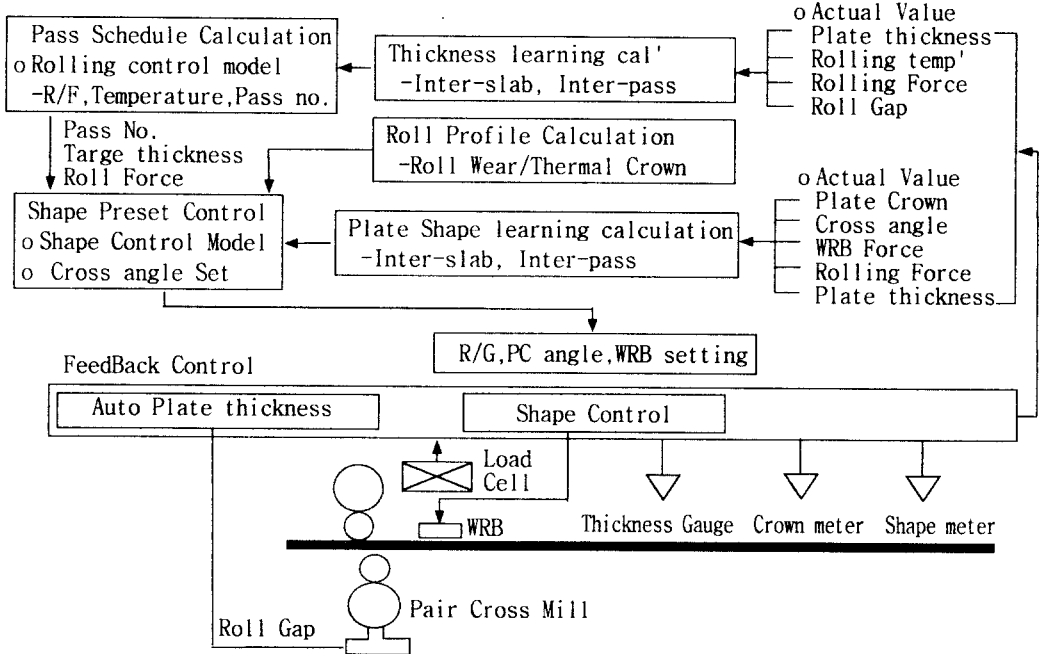 Pass Schedule Calculation
o Rolling control model
-R/F,Temperature,Pass no.
Thickness learning cal'
-Inter-slab, Inter-pass
o Actual Value
Plate thickness
Rolling temp'
Rolling Force
Roll Gap
Pass No.
Targe thickness
Roll Force
Roll Profile Calculation
-Roll Wear/Thermal Crown
Shape Preset Control
o Shape Control Model
o Cross angle Set
Plate Shape learning calculation
-Inter-slab, Inter-pass
o Actual Value
Plate Crown
Cross angle
WRB Force
Rolling Force
Plate thickness
R/G,PC angle,WRB setting
FeedBack Control
Auto Plate thickness
Shape Control
Load
Cell
WRB
Thickness Gauge
Crown meter
Shape meter
Pair Cross Mill
Roll Gap